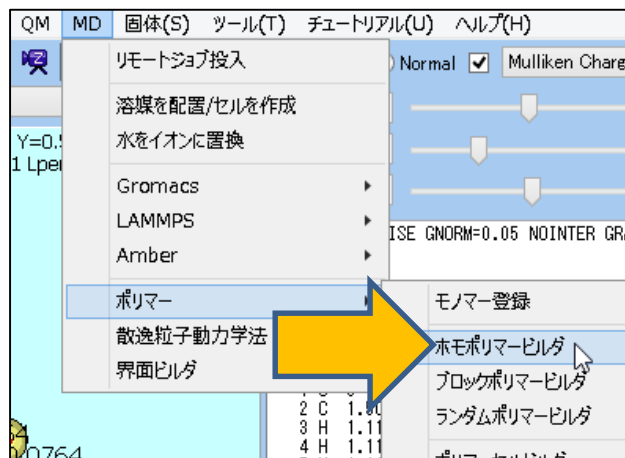 QM MD 固体(S) ツール(T) チュートリアル(U) ヘルプ(H)
リモートジョブ投入
Normal Mulliken Charg
溶媒を配置/セルを作成
水をイオンに置換
Y=0.
1 Lpe
Gromacs
LAMMPS
ISE GNORM=0.05 NOINTER GR
Amber
ポリマー
モノマー登録
散逸粒子動力学法
ホモポリマービルダ
界面ビルダ
ブロックポリマービルダ
2 C 1.50
ランダムポリマービルダ
3 H 1.11
4 H 1.11
0.0764